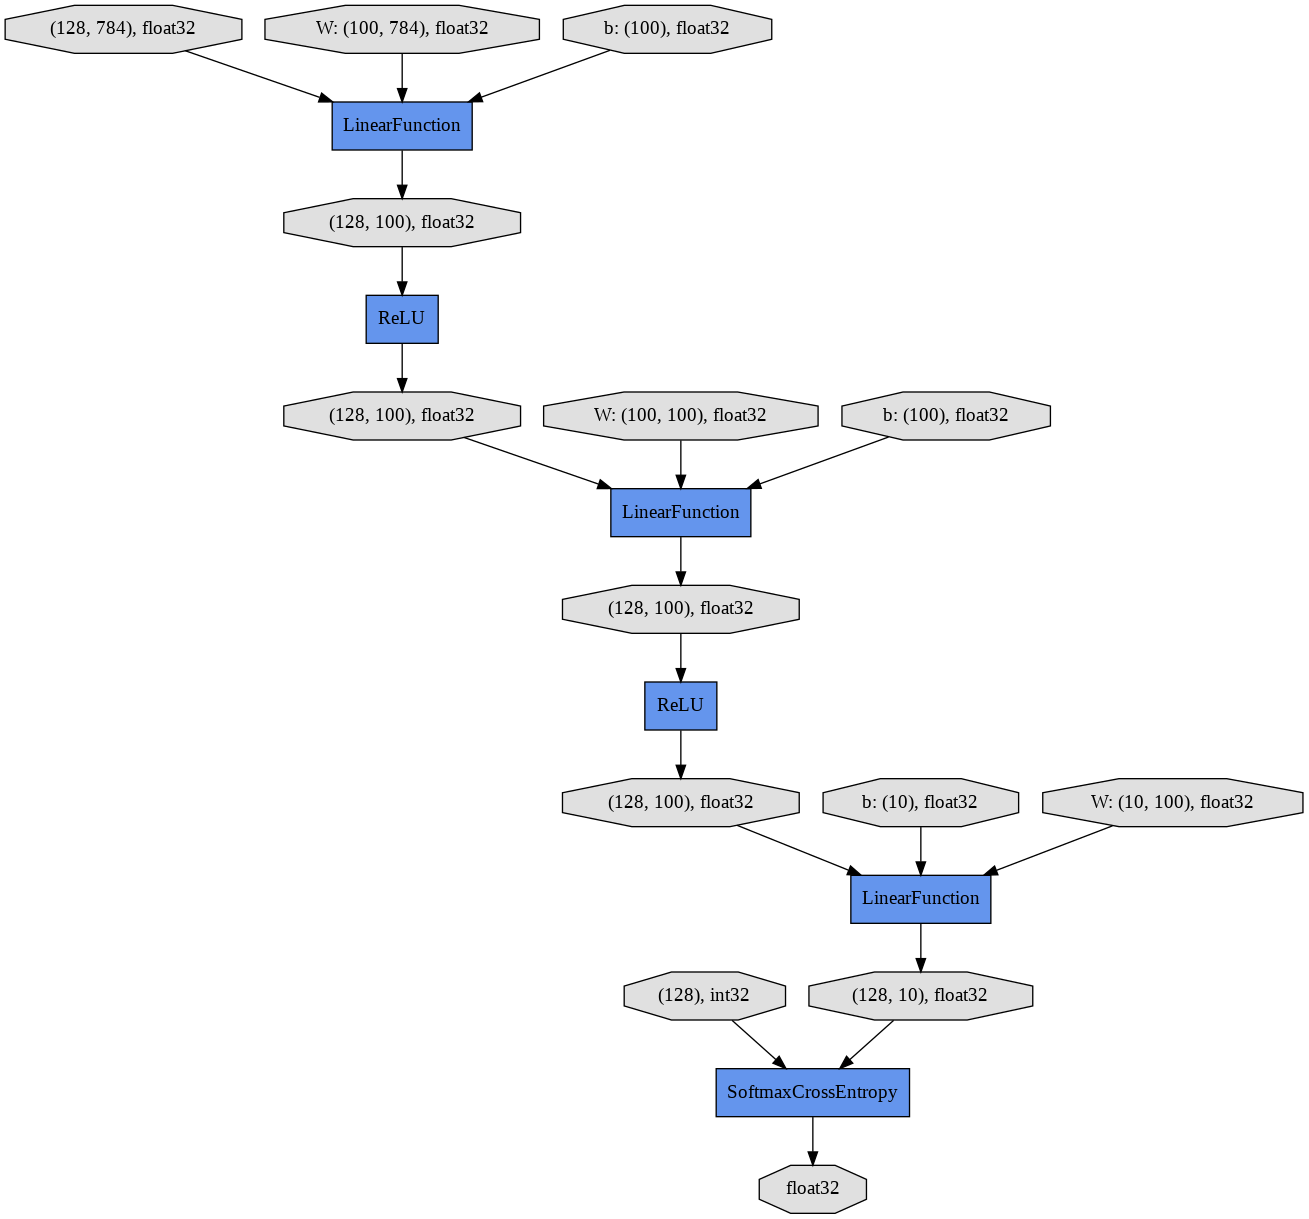 (128, 784), float32
W: (100, 784), float32
b: (100), float32
LinearFunction
(128, 100), float32
ReLU
(128, 100), float32
W: (100, 100), float32
b: (100), float32
LinearFunction
(128, 100), float32
ReLU
(128, 100), float32
b: (10), float32
W: (10, 100), float32
LinearFunction
(128), int32
(128, 10), float32
SoftmaxCrossEntropy
float32